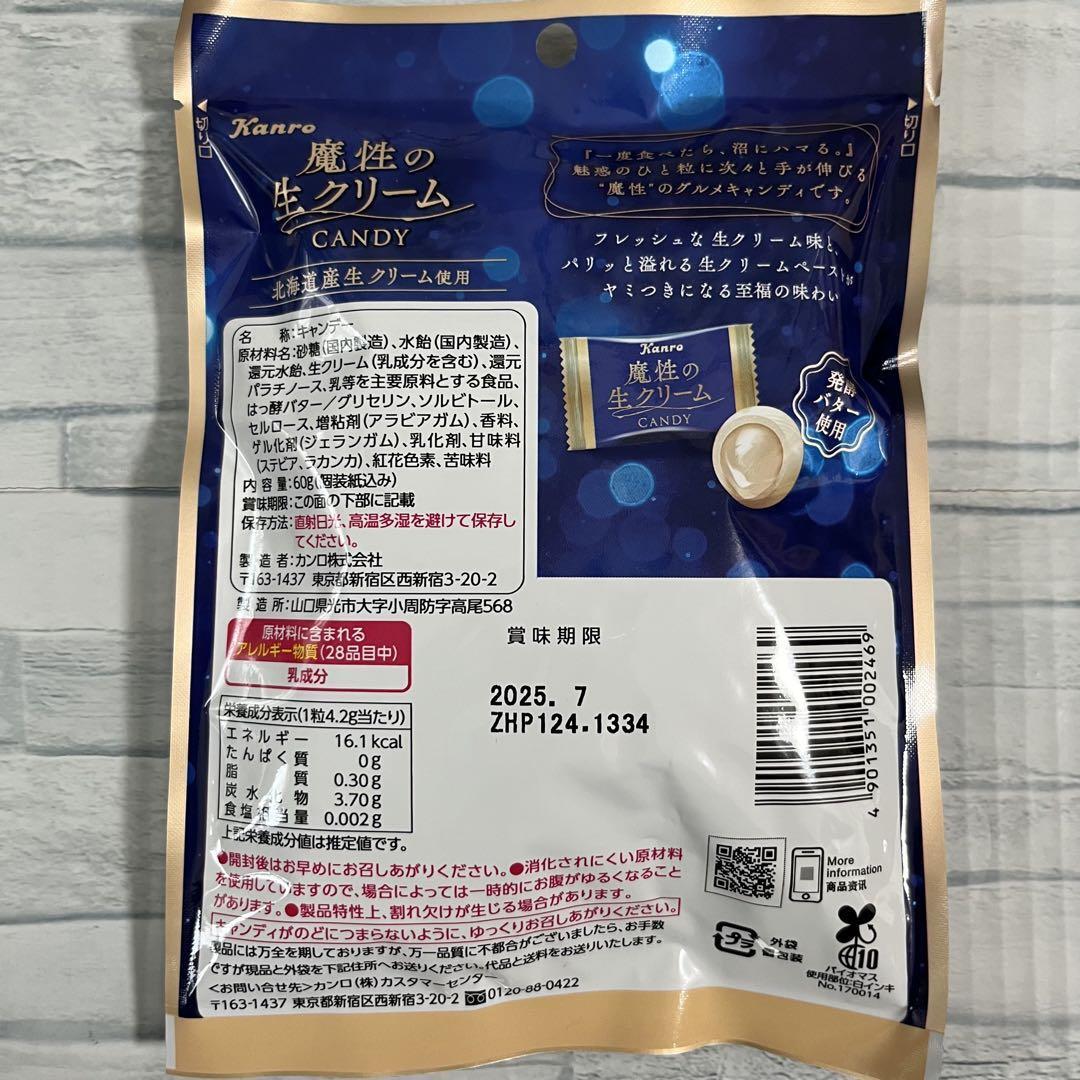 切り口
切り口
Kanro
魔性の
生クリーム
CANDY
北海道産生クリーム使用
『一度食べたら、沼にハマる。』
魅惑のひと粒に次々と手が伸びる
“魔性”のグルメキャンディです。
フレッシュな生クリーム味と、
パリッと溢れる生クリームペーストが
ヤミつきになる至福の味わい
Kanro
魔性の
生クリーム
CANDY
発酵
バター
使用
名 称:キャンデー
原材料名:砂糖(国内製造)、水飴(国内製造)、
還元水飴、生クリーム(乳成分を含む)、還元
パラチノース、乳等を主要原料とする食品、
はっ酵バター/グリセリン、ソルビトール、
セルロース、増粘剤(アラビアガム)、香料、
ゲル化剤(ジェランガム)、乳化剤、甘味料
(ステビア、ラカンカ)、紅花色素、苦味料
内容量:60g(個装紙込み)
賞味期限:この面の下部に記載
保存方法:直射日光、高温多湿を避けて保存し
てください。
製造者:カンロ株式会社
〒163-1437 東京都新宿区西新宿3-20-2
製造所:山口県光市大字小周防字高尾568
原材料に含まれる
アレルギー物質(28品目中)
乳成分
賞味期限
2025. 7
ZHP124.1334
4 901351 002469
栄養成分表示(1粒4.2g当たり)
エネルギー 16.1kcal
たんぱく質 0g
脂質 0.30g
炭水化物 3.70g
食塩相当量 0.002g
上記栄養成分値は推定値です。
●開封後はお早めにお召しあがりください。●消化されにくい原材料
を使用していますので、場合によっては一時的にお腹がゆるくなること
があります。●製品特性上、割れ欠けが生じる場合があります。
キャンディがのどにつまらないように、ゆっくりお召しあがりください。
製品には万全を期しておりますが、万一品質に不都合がございましたら、お手数
ですが現品と外袋を下記住所へお送りください。代品と送料をお送りいたします。
<お問い合せ先>カンロ(株)カスタマーセンター
〒163-1437 東京都新宿区西新宿3-20-2 0120-88-0422
More
information
商品资讯
プラ
外袋
個包装
10
バイオマス
使用部位:白インキ
No.170014